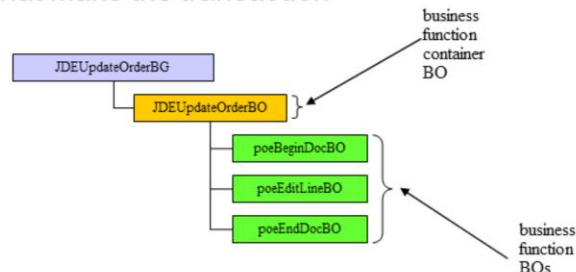 business
function
container
BO
JDEUpdateOrderBG
JDEUpdateOrderBO
poeBeginDocBO
poeEditLineBO
poeEndDocBO
business
function
BOs